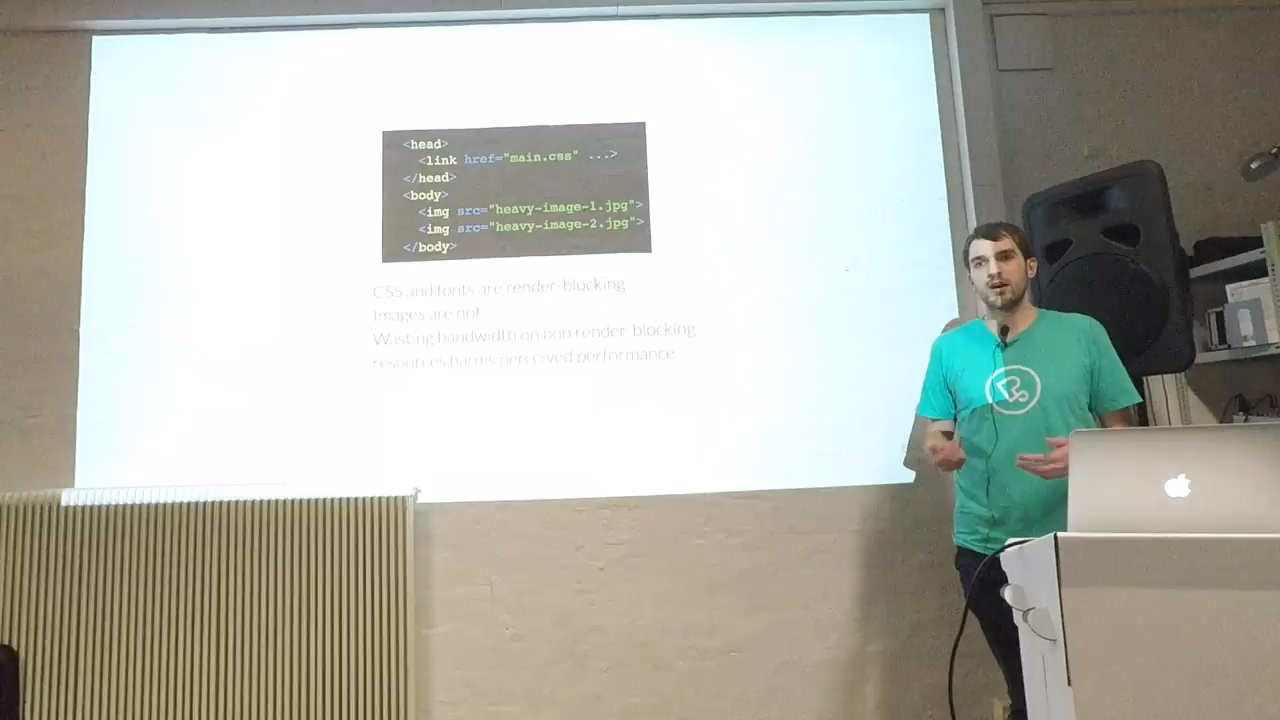 <head>
<link href="main.css" ...>
</head>
<body>
<img src="heavy-image-1.jpg">
<img src="heavy-image-2.jpg">
</body>
CSS and fonts are render-blocking
Images are not
Wasting bandwidth on non render-blocking
resources harms perceived performance